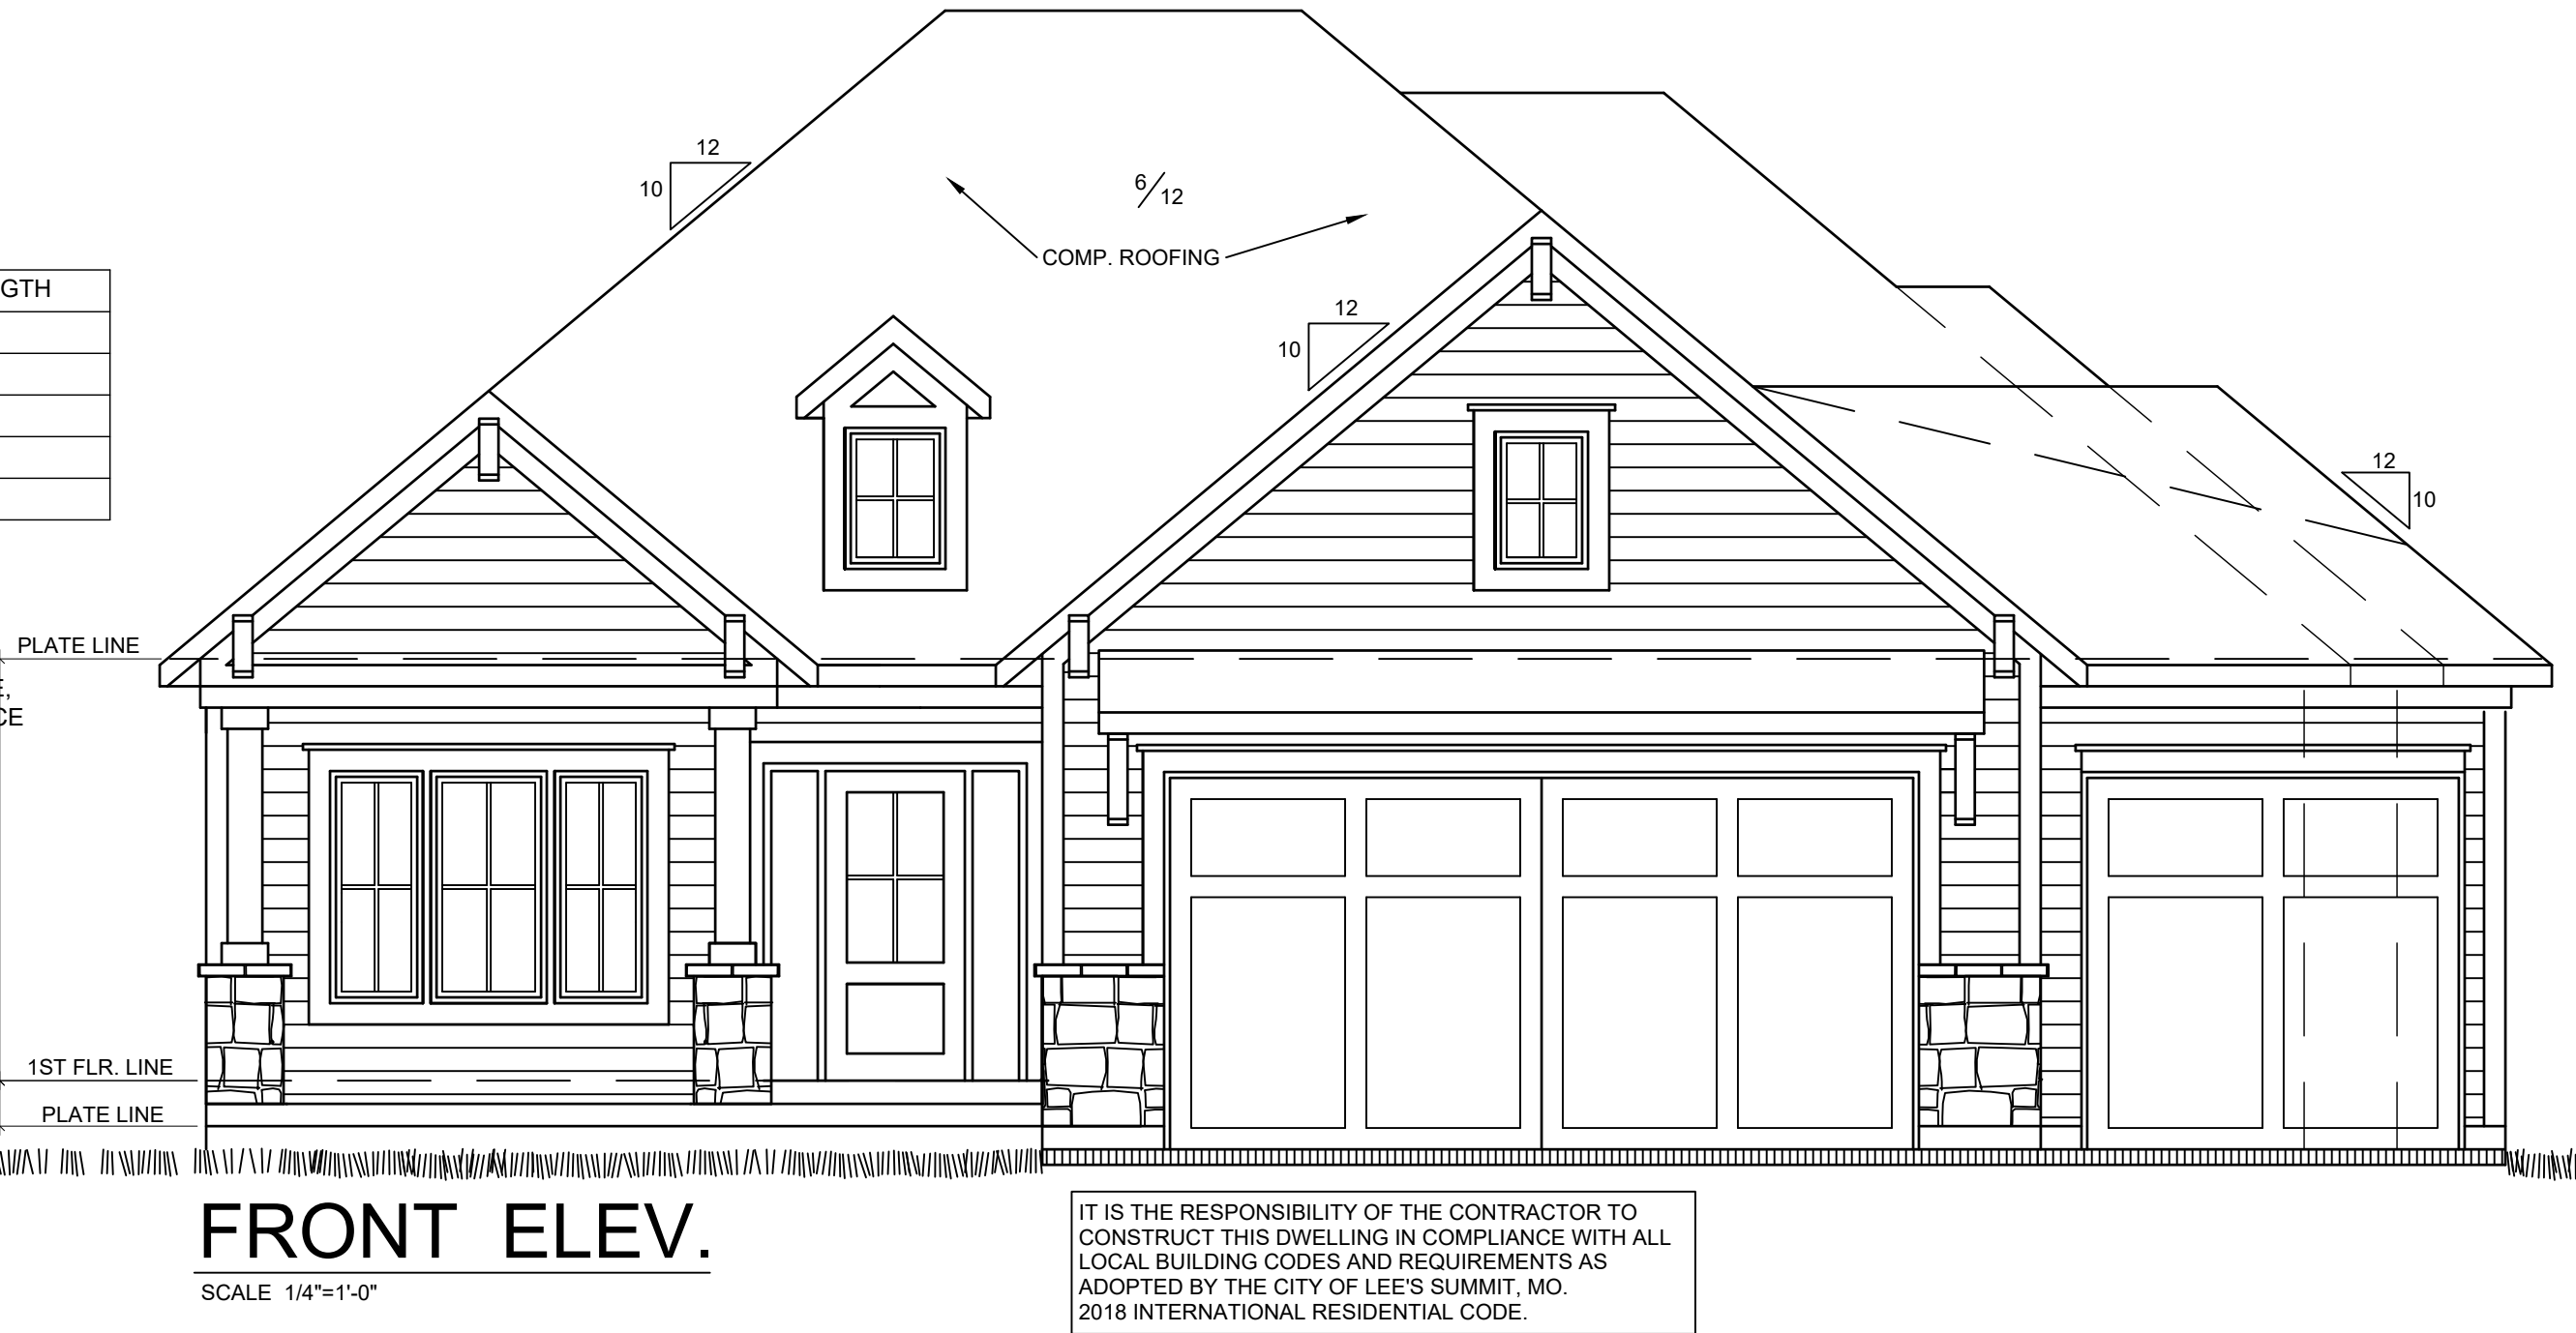 12
10
6/12
COMP. ROOFING
GTH
12
10
12
10
PLATE LINE
CE
1ST FLR. LINE
PLATE LINE
FRONT ELEV.
SCALE 1/4"=1'-0"
IT IS THE RESPONSIBILITY OF THE CONTRACTOR TO
CONSTRUCT THIS DWELLING IN COMPLIANCE WITH ALL
LOCAL BUILDING CODES AND REQUIREMENTS AS
ADOPTED BY THE CITY OF LEE'S SUMMIT, MO.
2018 INTERNATIONAL RESIDENTIAL CODE.